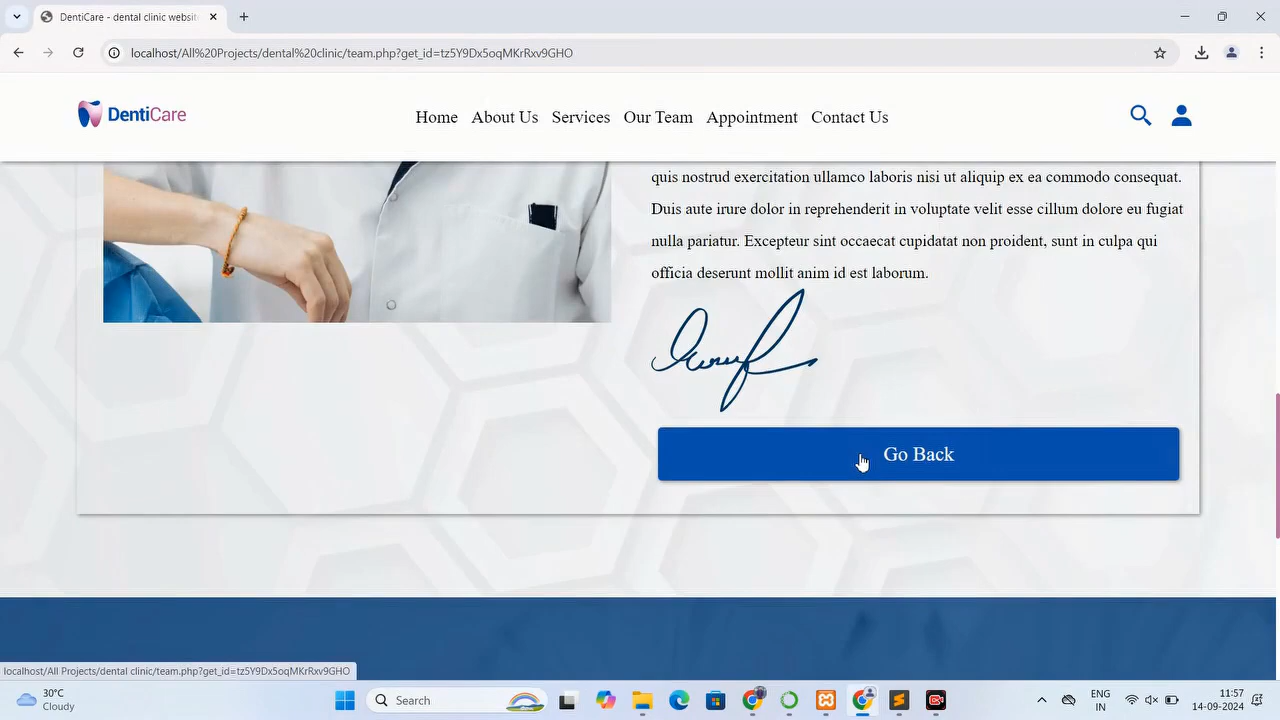 DentiCare - dental clinic websit
localhost/All%20Projects/dental%20clinic/team.php?get_id=tz5Y9Dx5oqMKrRxv9GHO
DentiCare
Home About Us Services Our Team Appointment Contact Us
quis nostrud exercitation ullamco laboris nisi ut aliquip ex ea commodo consequat.
Duis aute irure dolor in reprehenderit in voluptate velit esse cillum dolore eu fugiat
nulla pariatur. Excepteur sint occaecat cupidatat non proident, sunt in culpa qui
officia deserunt mollit anim id est laborum.
Go Back
localhost/All Projects/dental clinic/team.php?get_id=tz5Y9Dx5oqMKrRxv9GHO
30°C
Cloudy
Search
ENG
IN
11:57
14-09-2024